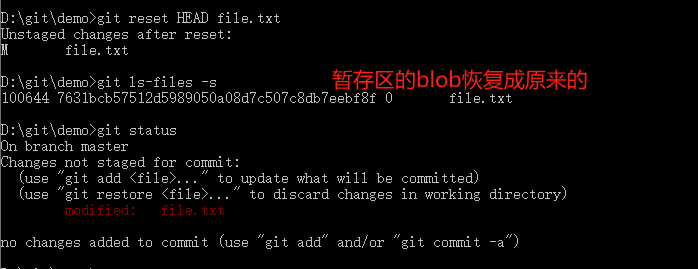 D:\git\demo>git reset HEAD file.txt
Unstaged changes after reset:
M       file.txt
D:\git\demo>git ls-files -s
暂存区的blob恢复成原来的
100644 7631bcb57512d5989050a08d7c507c8db7eebf8f 0       file.txt
D:\git\demo>git status
On branch master
Changes not staged for commit:
  (use "git add <file>..." to update what will be committed)
  (use "git restore <file>..." to discard changes in working directory)
        modified:   file.txt
no changes added to commit (use "git add" and/or "git commit -a")